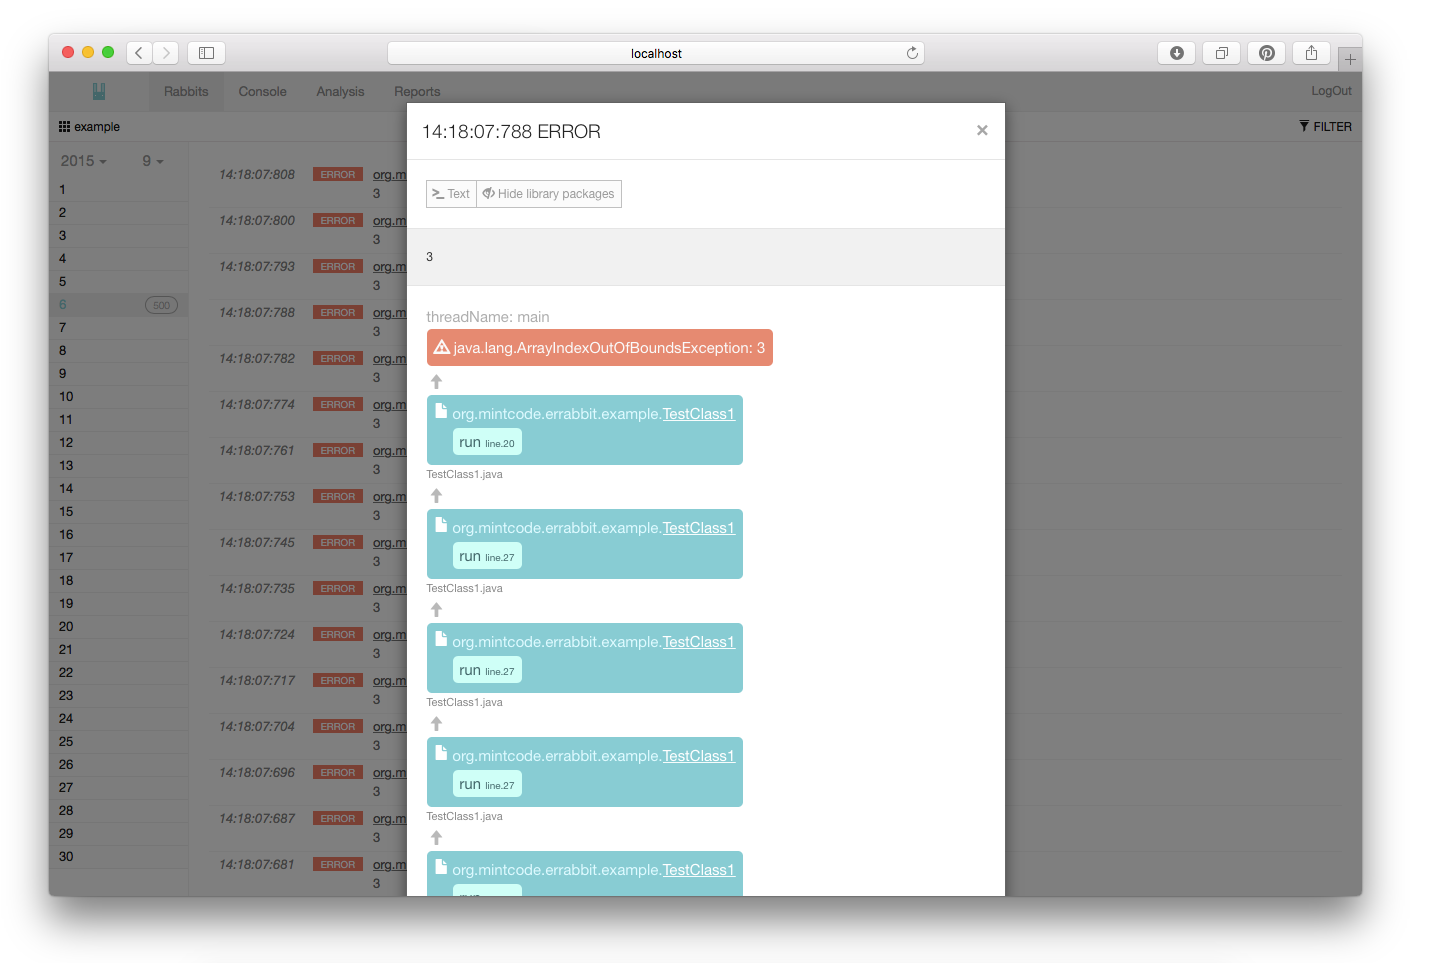 localhost
Rabbits Console Analysis Reports LogOut
example FILTER
2015 9
1
2
3
4
5
6 500
7
8
9
10
11
12
13
14
15
16
17
18
19
20
21
22
23
24
25
26
27
28
29
30
14:18:07:808 ERROR org.m
3
14:18:07:800 ERROR org.m
3
14:18:07:793 ERROR org.m
3
14:18:07:788 ERROR org.m
3
14:18:07:782 ERROR org.m
3
14:18:07:774 ERROR org.m
3
14:18:07:761 ERROR org.m
3
14:18:07:753 ERROR org.m
3
14:18:07:745 ERROR org.m
3
14:18:07:735 ERROR org.m
3
14:18:07:724 ERROR org.m
3
14:18:07:717 ERROR org.m
3
14:18:07:704 ERROR org.m
3
14:18:07:696 ERROR org.m
3
14:18:07:687 ERROR org.m
3
14:18:07:681 ERROR org.m
3
14:18:07:788 ERROR ×
>_ Text Hide library packages
3
threadName: main
java.lang.ArrayIndexOutOfBoundsException: 3
org.mintcode.errabbit.example.TestClass1
run line.20
TestClass1.java
org.mintcode.errabbit.example.TestClass1
run line.27
TestClass1.java
org.mintcode.errabbit.example.TestClass1
run line.27
TestClass1.java
org.mintcode.errabbit.example.TestClass1
run line.27
TestClass1.java
org.mintcode.errabbit.example.TestClass1